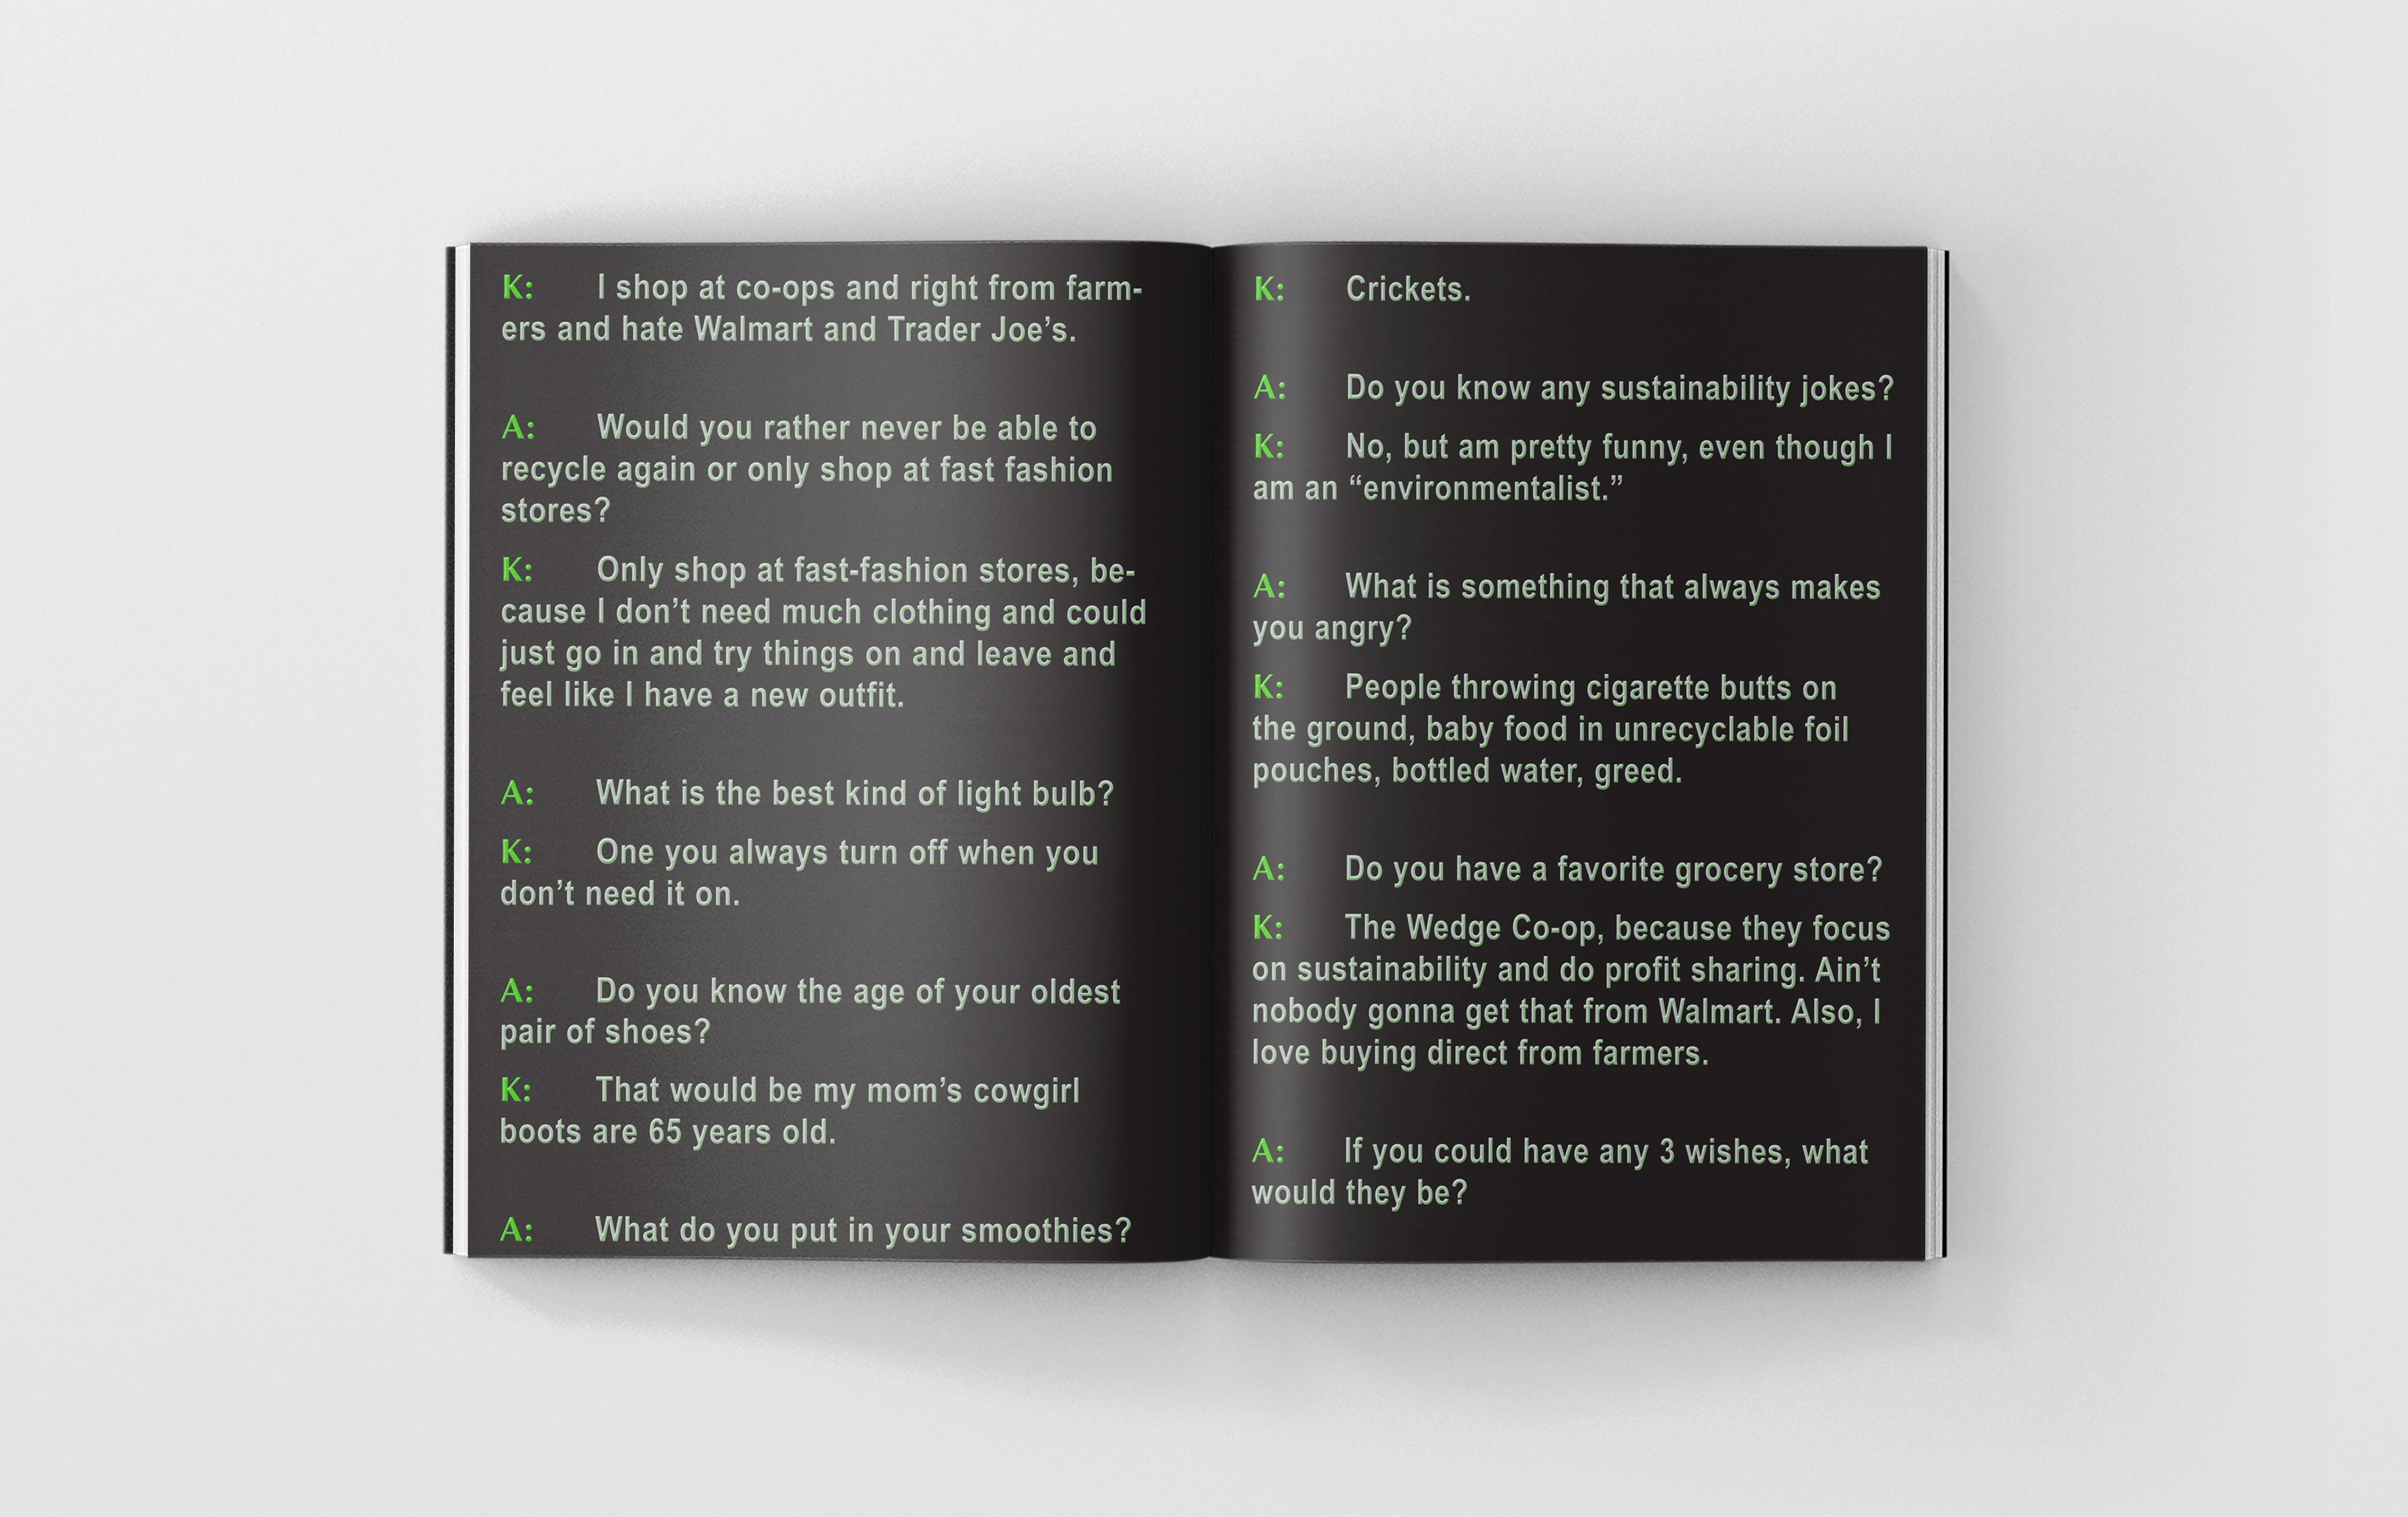 K: I shop at co-ops and right from farm-
ers and hate Walmart and Trader Joe’s.
A: Would you rather never be able to
recycle again or only shop at fast fashion
stores?
K: Only shop at fast-fashion stores, be-
cause I don’t need much clothing and could
just go in and try things on and leave and
feel like I have a new outfit.
A: What is the best kind of light bulb?
K: One you always turn off when you
don’t need it on.
A: Do you know the age of your oldest
pair of shoes?
K: That would be my mom’s cowgirl
boots are 65 years old.
A: What do you put in your smoothies?
K: Crickets.
A: Do you know any sustainability jokes?
K: No, but am pretty funny, even though I
am an “environmentalist.”
A: What is something that always makes
you angry?
K: People throwing cigarette butts on
the ground, baby food in unrecyclable foil
pouches, bottled water, greed.
A: Do you have a favorite grocery store?
K: The Wedge Co-op, because they focus
on sustainability and do profit sharing. Ain’t
nobody gonna get that from Walmart. Also, I
love buying direct from farmers.
A: If you could have any 3 wishes, what
would they be?